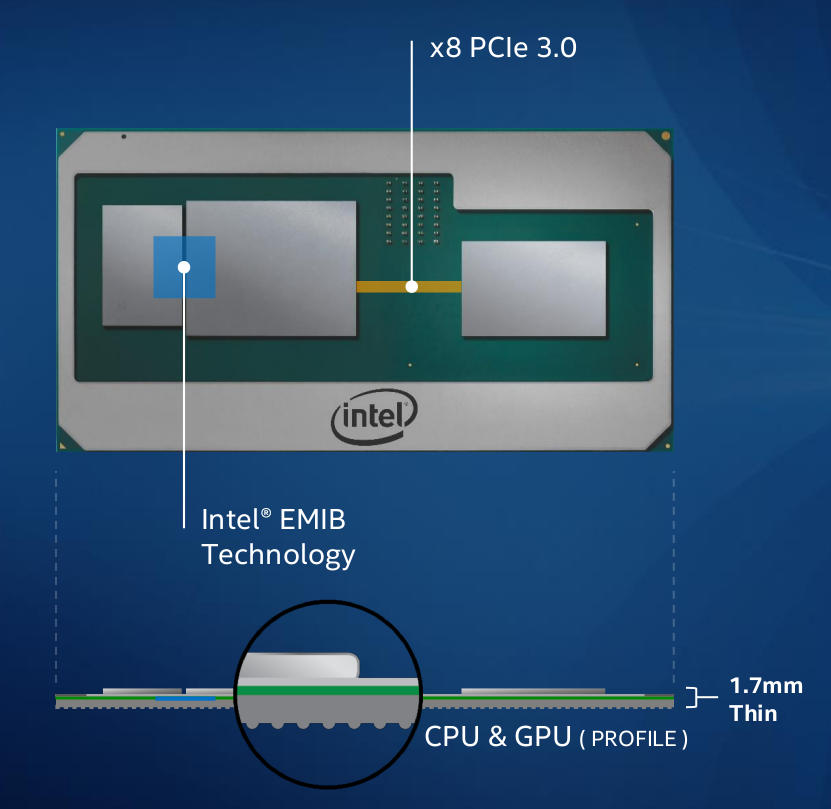 x8 PCIe 3.0
intel
Intel® EMIB
Technology
1.7mm
Thin
CPU & GPU ( PROFILE )